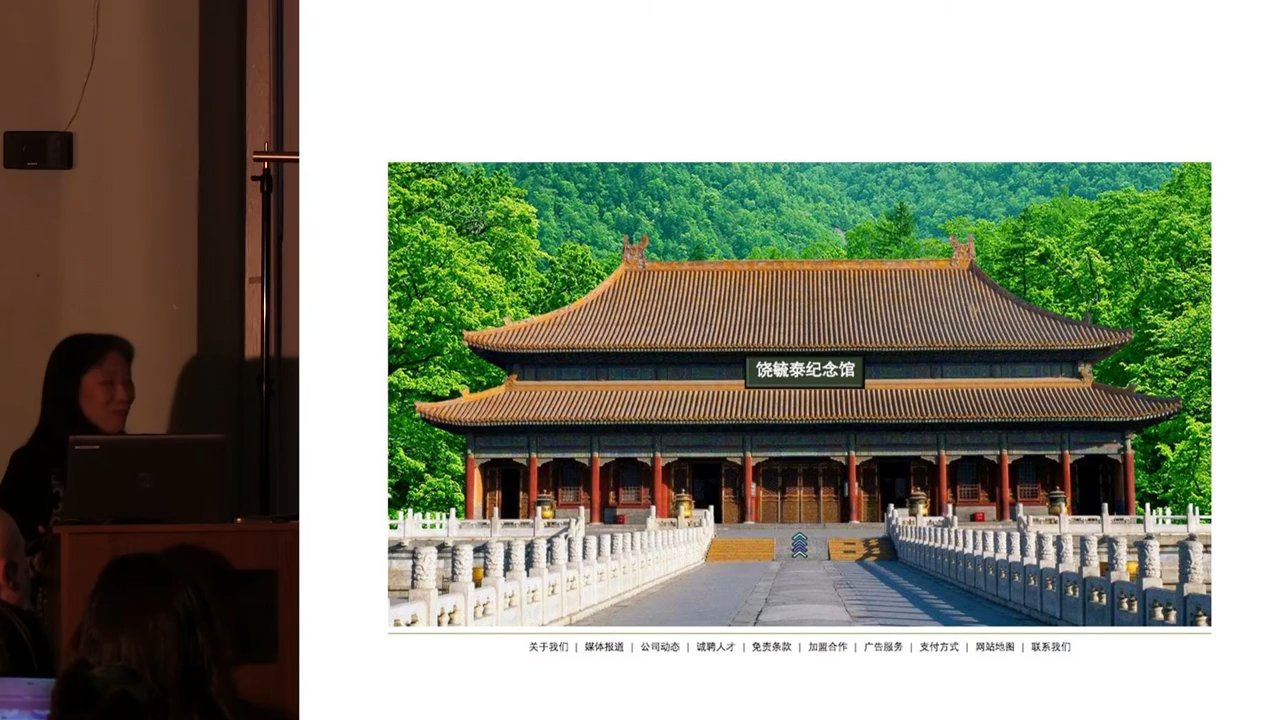 饶毓泰纪念馆
关于我们 | 媒体报道 | 公司动态 | 诚聘人才 | 免责条款 | 加盟合作 | 广告服务 | 支付方式 | 网站地图 | 联系我们